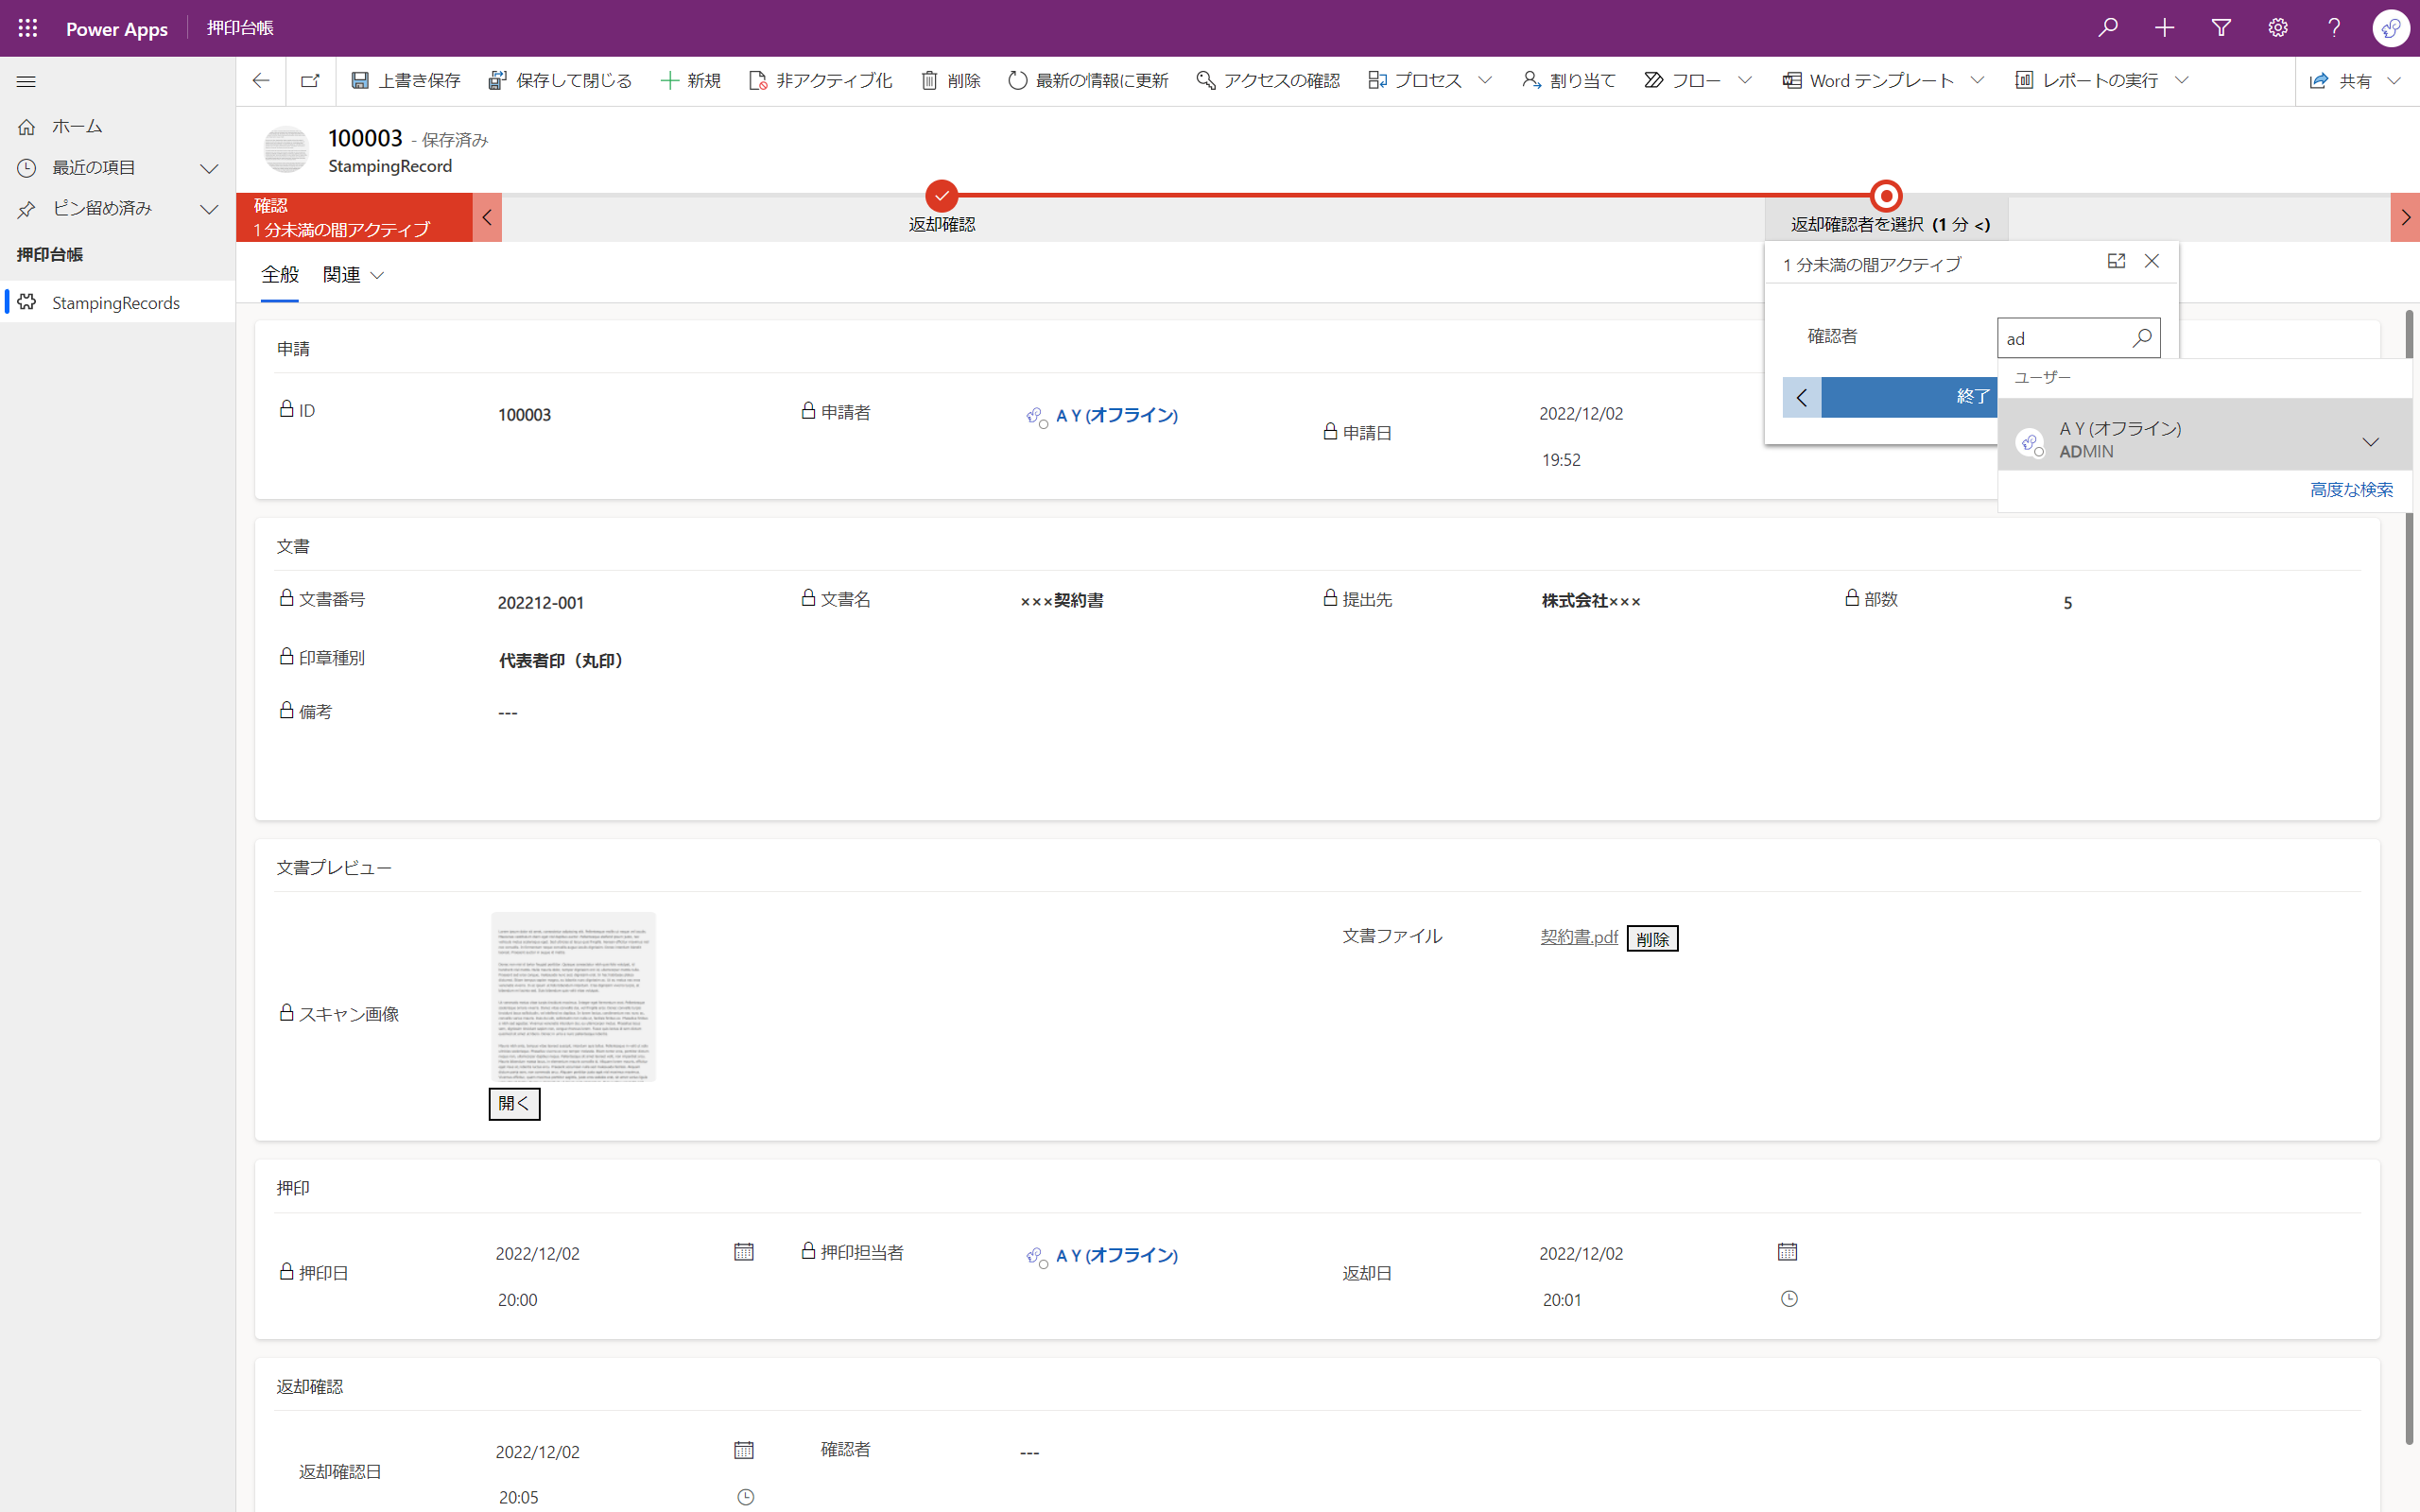 Power Apps 押印台帳
上書き保存 保存して閉じる 新規 非アクティブ化 削除 最新の情報に更新 アクセスの確認 プロセス 割り当て フロー Word テンプレート レポートの実行 共有
ホーム
最近の項目
ピン留め済み
押印台帳
StampingRecords
100003 - 保存済み
StampingRecord
確認
1 分未満の間アクティブ
返却確認
返却確認者を選択 (1 分 <)
全般 関連
1 分未満の間アクティブ
確認者 ad
終了
ユーザー
A Y (オフライン)
ADMIN
高度な検索
申請
ID 100003 申請者 A Y (オフライン) 申請日 2022/12/02
19:52
文書
文書番号 202212-001 文書名 ×××契約書 提出先 株式会社××× 部数 5
印章種別 代表者印（丸印）
備考 ---
文書プレビュー
スキャン画像
開く
文書ファイル 契約書.pdf 削除
押印
押印日 2022/12/02
20:00
押印担当者 A Y (オフライン)
返却日 2022/12/02
20:01
返却確認
返却確認日 2022/12/02
20:05
確認者 ---